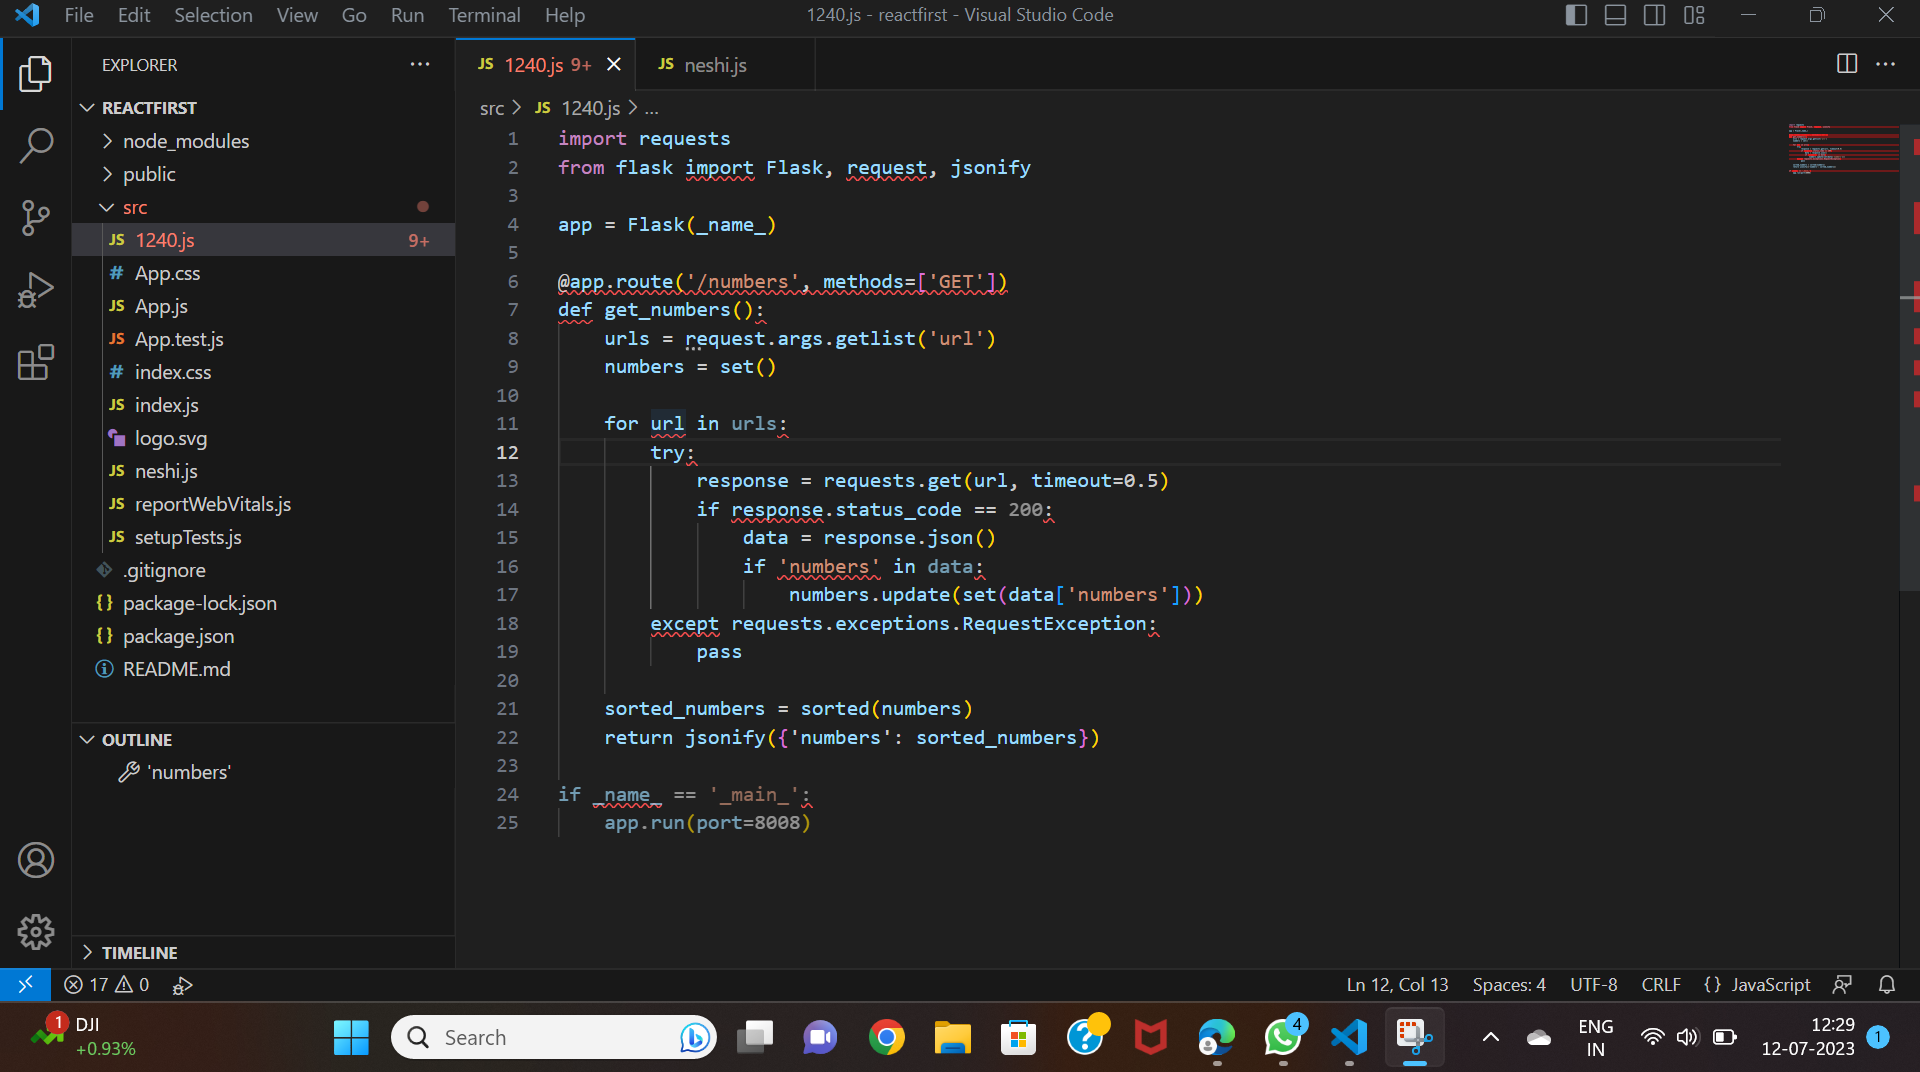 File Edit Selection View Go Run Terminal Help
1240.js - reactfirst - Visual Studio Code
EXPLORER
REACTFIRST
node_modules
public
src
JS 1240.js 9+
# App.css
JS App.js
JS App.test.js
# index.css
JS index.js
logo.svg
JS neshi.js
JS reportWebVitals.js
JS setupTests.js
.gitignore
{} package-lock.json
{} package.json
README.md
OUTLINE
'numbers'
TIMELINE
JS 1240.js 9+
JS neshi.js
src > JS 1240.js > ...
1 import requests
2 from flask import Flask, request, jsonify
3
4 app = Flask(_name_)
5
6 @app.route('/numbers', methods=['GET'])
7 def get_numbers():
8 urls = request.args.getlist('url')
9 numbers = set()
10
11 for url in urls:
12 try:
13 response = requests.get(url, timeout=0.5)
14 if response.status_code == 200:
15 data = response.json()
16 if 'numbers' in data:
17 numbers.update(set(data['numbers']))
18 except requests.exceptions.RequestException:
19 pass
20
21 sorted_numbers = sorted(numbers)
22 return jsonify({'numbers': sorted_numbers})
23
24 if _name_ == '_main_':
25 app.run(port=8008)
17 0
Ln 12, Col 13 Spaces: 4 UTF-8 CRLF {} JavaScript
1 DJI
+0.93%
Search
4
ENG
IN
12:29
12-07-2023
1